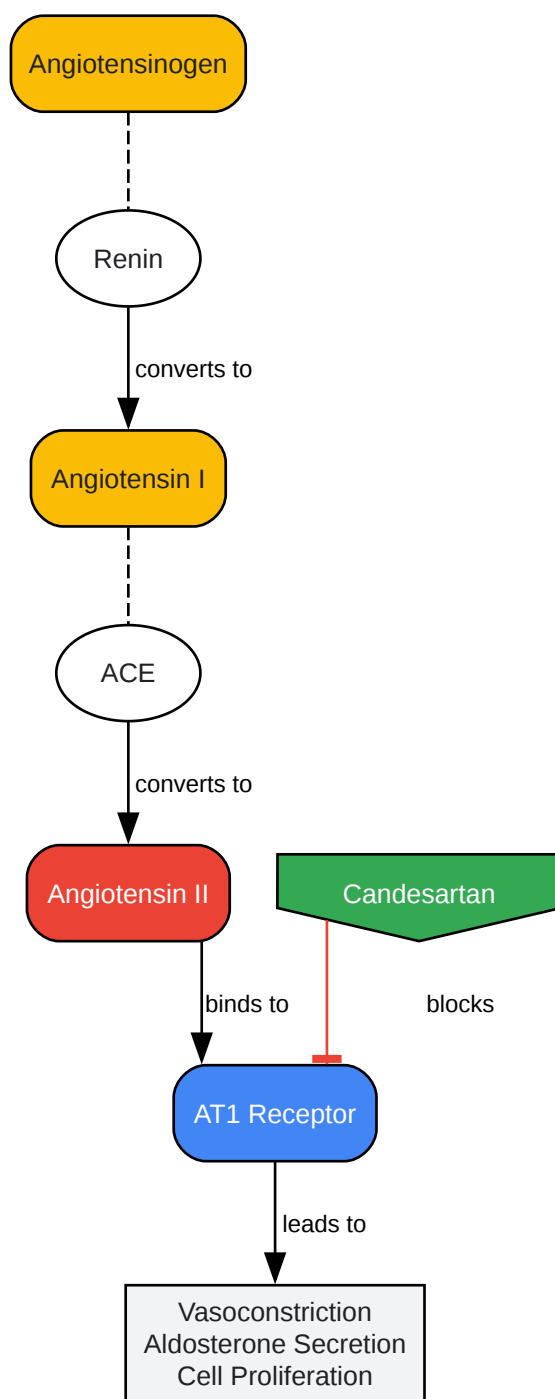 Angiotensinogen
Renin
converts to
Angiotensin I
ACE
converts to
Angiotensin II
Candesartan
binds to
blocks
AT1 Receptor
leads to
Vasoconstriction
Aldosterone Secretion
Cell Proliferation